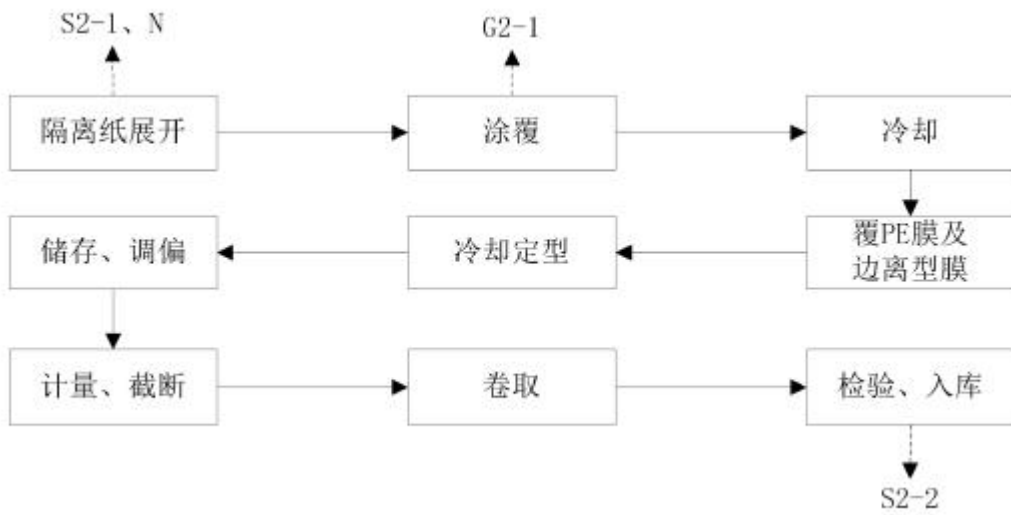 S2-1、N
G2-1
隔离纸展开
涂覆
冷却
储存、调偏
冷却定型
覆PE膜及
边离型膜
计量、截断
卷取
检验、入库
S2-2